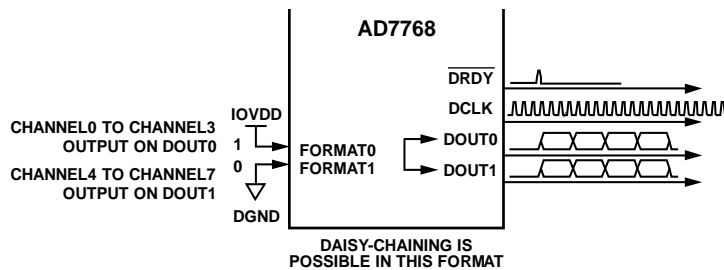 AD7768
DRDY
IOVDD
DCLK
CHANNEL0 TO CHANNEL3
OUTPUT ON DOUT0
1
FORMAT0
DOUT0
0
FORMAT1
CHANNEL4 TO CHANNEL7
OUTPUT ON DOUT1
DOUT1
DGND
DAISY-CHAINING IS
POSSIBLE IN THIS FORMAT